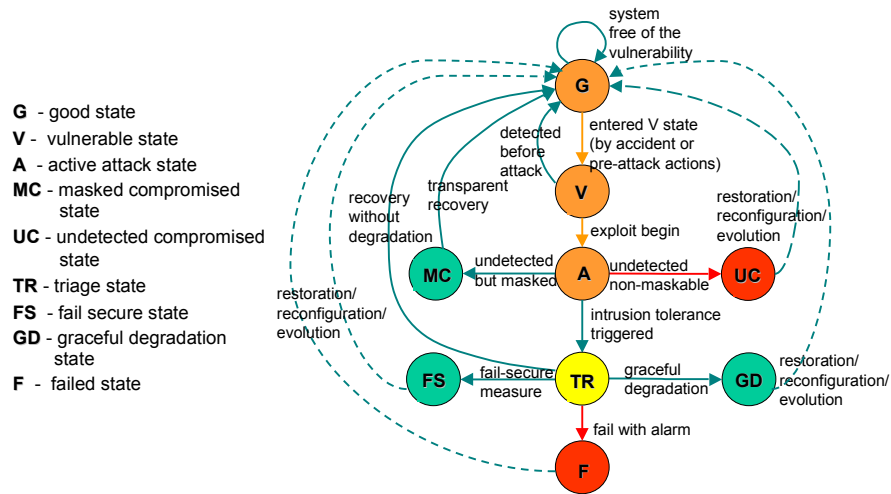 system
free of the
vulnerability
G
G - good state
V - vulnerable state
A - active attack state
MC - masked compromised
state
UC - undetected compromised
state
TR - triage state
FS - fail secure state
GD - graceful degradation
state
F - failed state
detected
before
attack
entered V state
(by accident or
pre-attack actions)
V
recovery
without
degradation
transparent
recovery
exploit begin
restoration/
reconfiguration/
evolution
MC
undetected
but masked
A
undetected
non-maskable
UC
restoration/
reconfiguration/
evolution
intrusion tolerance
triggered
FS
fail-secure
measure
TR
graceful
degradation
GD
restoration/
reconfiguration/
evolution
fail with alarm
F